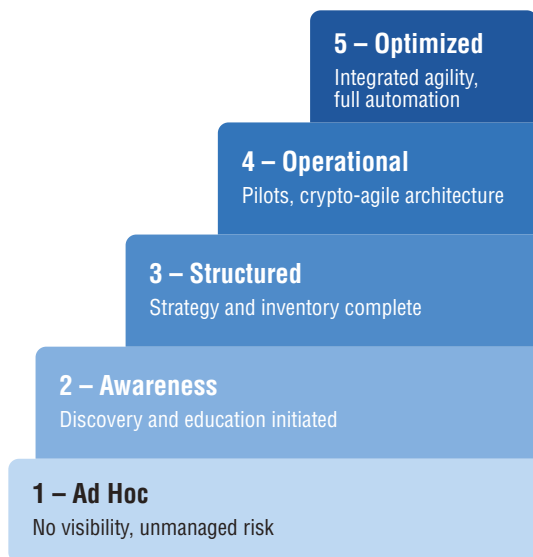 5 – Optimized
Integrated agility,
full automation
4 – Operational
Pilots, crypto-agile architecture
3 – Structured
Strategy and inventory complete
2 – Awareness
Discovery and education initiated
1 – Ad Hoc
No visibility, unmanaged risk